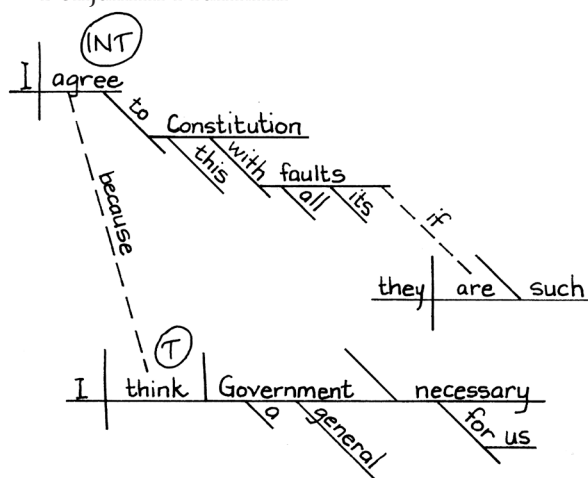 INT
I agree
to Constitution
this with faults
all its if
because
they are such
T
I think Government necessary
a general for us